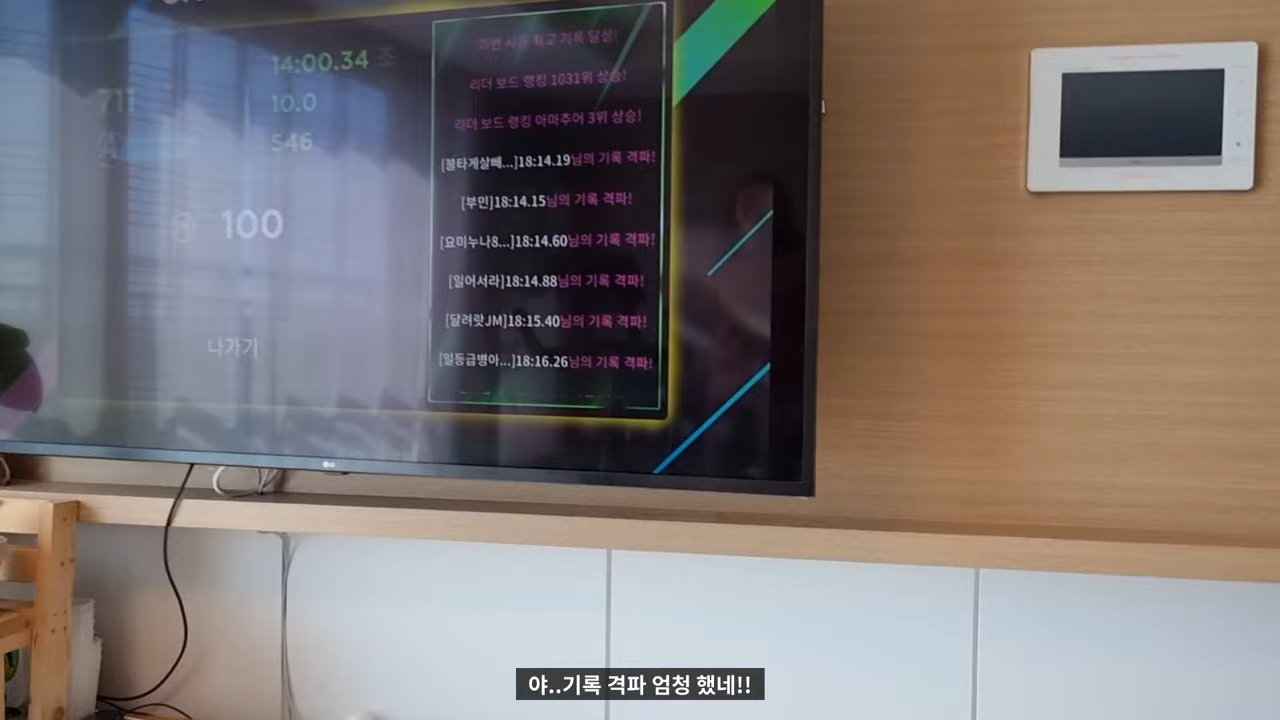 14:00.34 초
711
10.0
546
100
나가기
이번 시즌 최고 기록 달성!
리더 보드 랭킹 1031위 상승!
리더 보드 랭킹 아마추어 3위 상승!
[불타게살빼...]18:14.19님의 기록 격파!
[부민]18:14.15님의 기록 격파!
[요미누나8...]18:14.60님의 기록 격파!
[일어서라]18:14.88님의 기록 격파!
[달려랏JM]18:15.40님의 기록 격파!
[일등급병아...]18:16.26님의 기록 격파!
LG
야..기록 격파 엄청 했네!!